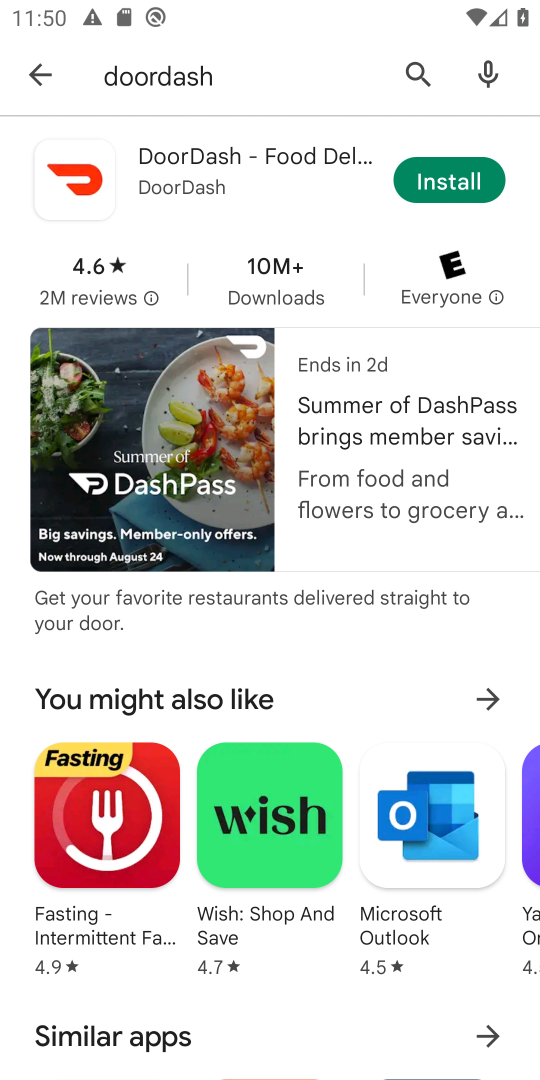 11:50
doordash
DoorDash - Food Del...
DoorDash
Install
4.6★
2M reviews
10M+
Downloads
E
Everyone
Summer of
DashPass
Big savings. Member-only offers.
Now through August 24
Ends in 2d
Summer of DashPass
brings member savi...
From food and
flowers to grocery a...
Get your favorite restaurants delivered straight to
your door.
You might also like
Fasting
wish
O
Fasting -
Intermittent Fa...
4.9★
Wish: Shop And
Save
4.7★
Microsoft
Outlook
4.5★
Ya
Or
4.
Similar apps